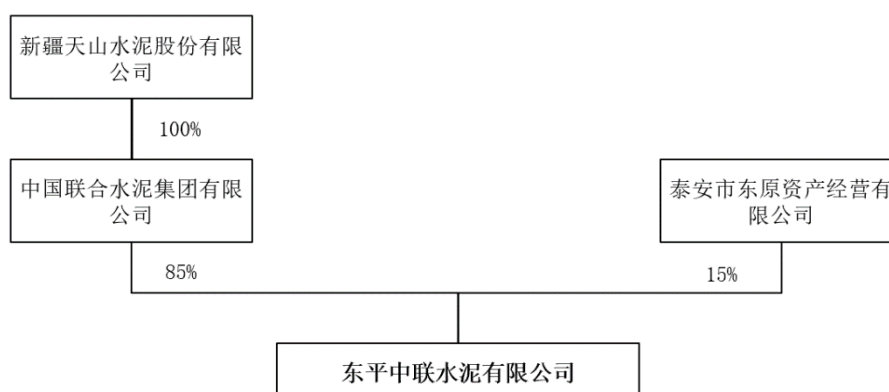 新疆天山水泥股份有限
公司
100%
中国联合水泥集团有限
公司
泰安市东原资产经营有
限公司
85%
15%
东平中联水泥有限公司